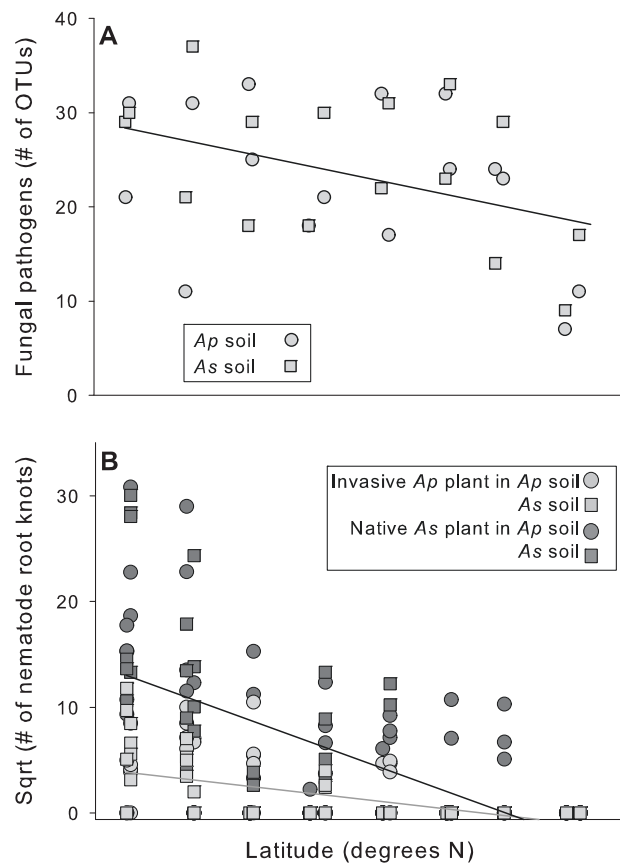 A
Fungal pathogens (# of OTUs)
40
30
20
10
0
Ap soil
As soil
B
Sqrt (# of nematode root knots)
30
20
10
0
Invasive Ap plant in Ap soil
As soil
Native As plant in Ap soil
As soil
Latitude (degrees N)